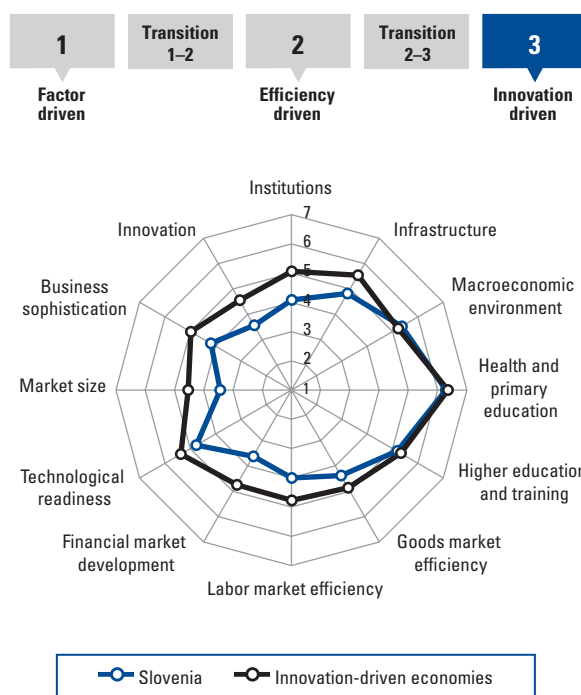 1
Transition
1–2
2
Transition
2–3
3
Factor
driven
Efficiency
driven
Innovation
driven
Institutions
7
6
5
4
3
2
1
Infrastructure
Macroeconomic
environment
Health and
primary
education
Higher education
and training
Goods market
efficiency
Labor market efficiency
Financial market
development
Technological
readiness
Market size
Business
sophistication
Innovation
Slovenia
Innovation-driven economies